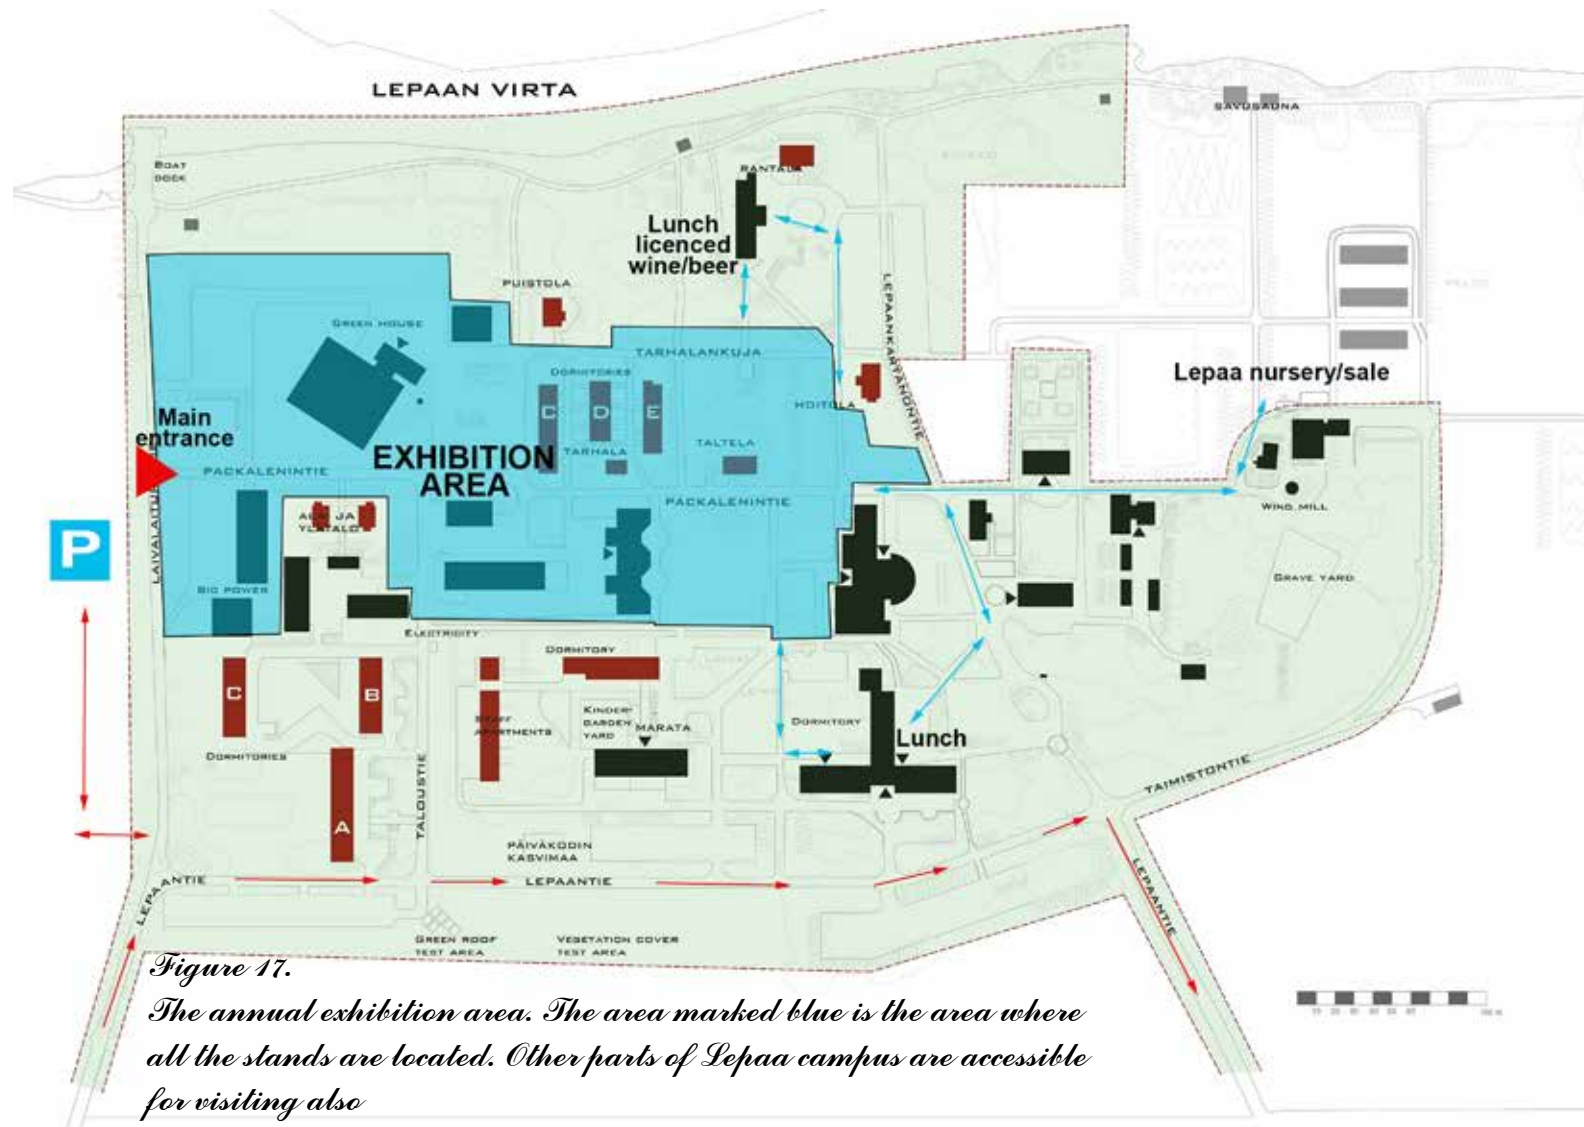 LEPAAN VIRTA
SAVUSAUNA
BOAT
DOCK
RANTALA
Lunch
licenced
wine/beer
PUISTOLA
LEPAANKARTANONTIE
GREEN HOUSE
TARHALANKUJA
Lepaa nursery/sale
DORMITORIES
HOITOLA
Main
entrance
C
D
E
EXHIBITION
AREA
TARHALA
TALTELA
PACKALENINTIE
PACKALENINTIE
WIND MILL
ALA JA
YLÄTALO
P
GRAVE YARD
BIO POWER
ELECTRICITY
DORMITORY
C
B
STAFF
APARTMENTS
KINDER-
GARDEN
YARD
MARATA
DORMITORY
Lunch
DORMITORIES
TALOUSTIE
TAIMISTONTIE
A
PÄIVÄKODIN
KASVIMAA
LEPAANTIE
LEPAANTIE
LEPAANTIE
LEPAANTIE
GREEN ROOF
TEST AREA
VEGETATION COVER
TEST AREA
Figure 17.
The annual exhibition area. The area marked blue is the area where
all the stands are located. Other parts of Lepaa campus are accessible
for visiting also